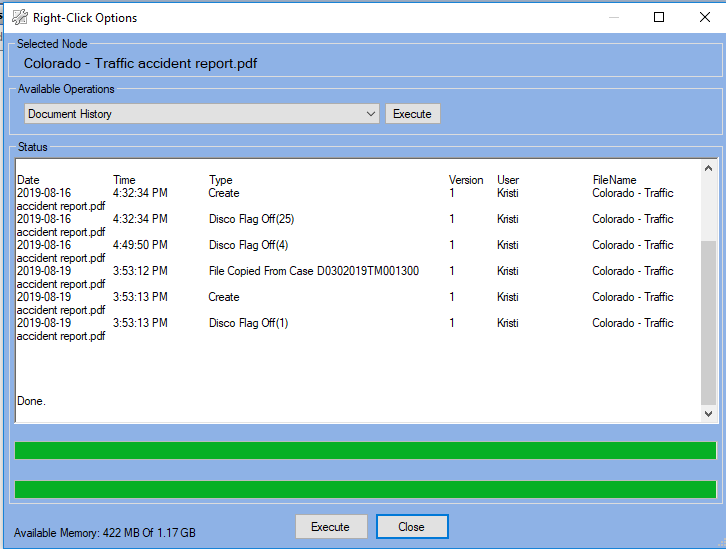 Right-Click Options
Selected Node
Colorado - Traffic accident report.pdf
Available Operations
Document History
Execute
Status
Date Time Type Version User FileName
2019-08-16 4:32:34 PM Create 1 Kristi Colorado - Traffic
accident report.pdf
2019-08-16 4:32:34 PM Disco Flag Off(25) 1 Kristi Colorado - Traffic
accident report.pdf
2019-08-16 4:49:50 PM Disco Flag Off(4) 1 Kristi Colorado - Traffic
accident report.pdf
2019-08-19 3:53:12 PM File Copied From Case D0302019TM001300 1 Kristi Colorado - Traffic
accident report.pdf
2019-08-19 3:53:13 PM Create 1 Kristi Colorado - Traffic
accident report.pdf
2019-08-19 3:53:13 PM Disco Flag Off(1) 1 Kristi Colorado - Traffic
accident report.pdf
Done.
Available Memory: 422 MB Of 1.17 GB
Execute
Close